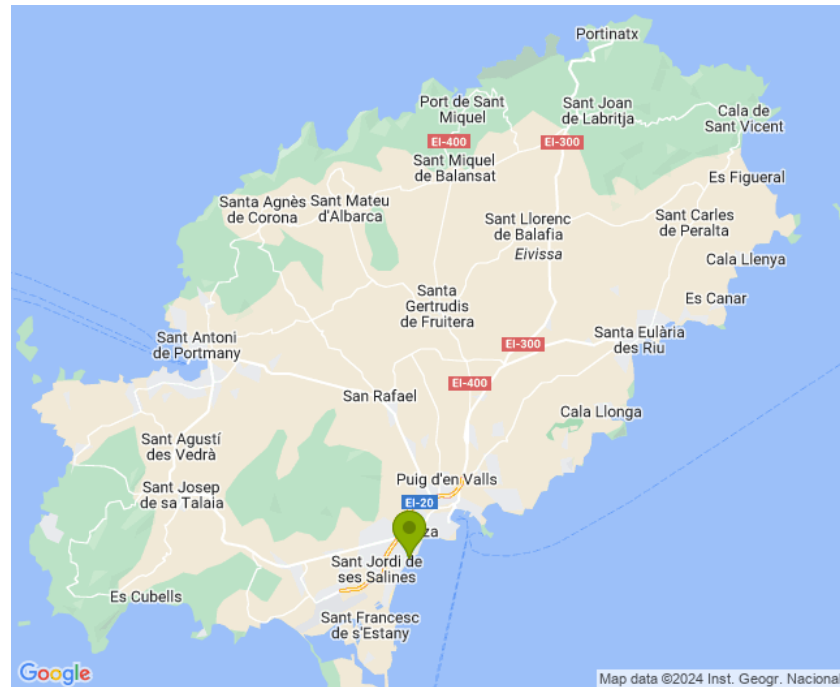 Portinatx
Port de Sant
Miquel
Sant Joan
de Labritja
Cala de
Sant Vicent
EI-400
EI-300
Sant Miquel
de Balansat
Es Figueral
Santa Agnès
de Corona
Sant Mateu
d'Albarca
Sant Llorenc
de Balafia
Eivissa
Sant Carles
de Peralta
Cala Llenya
Santa
Gertrudis
de Fruitera
Es Canar
Sant Antoni
de Portmany
Santa Eulària
des Riu
EI-300
EI-400
San Rafael
Cala Llonga
Sant Agustí
des Vedrà
Puig d'en Valls
Sant Josep
de sa Talaia
EI-20
Sant Jordi de
ses Salines
Es Cubells
Sant Francesc
de s'Estany
Google
Map data ©2024 Inst. Geogr. Nacional